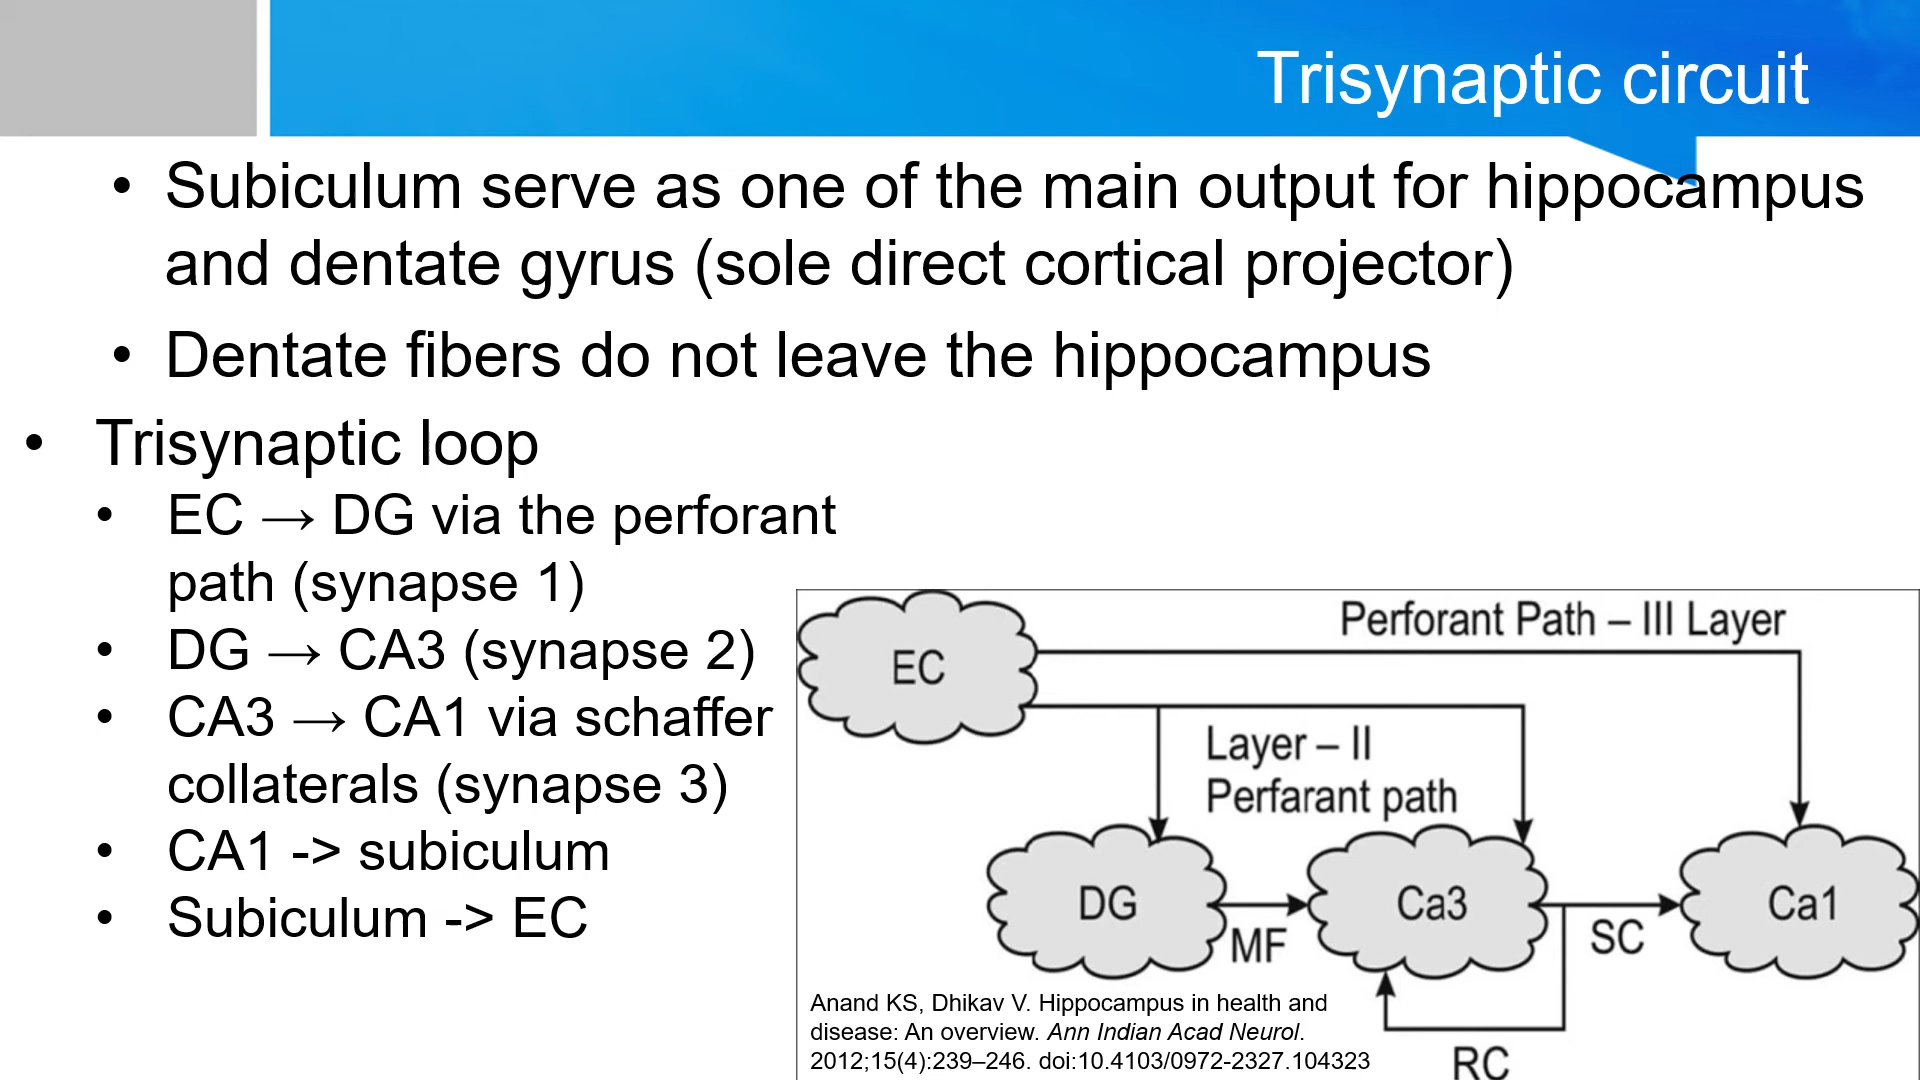 Trisynaptic circuit
• Subiculum serve as one of the main output for hippocampus
and dentate gyrus (sole direct cortical projector)
• Dentate fibers do not leave the hippocampus
• Trisynaptic loop
• EC → DG via the perforant
path (synapse 1)
• DG → CA3 (synapse 2)
• CA3 → CA1 via schaffer
collaterals (synapse 3)
• CA1 -> subiculum
• Subiculum -> EC
Perforant Path – III Layer
EC
Layer – II
Perfarant path
DG
Ca3
Ca1
MF
SC
RC
Anand KS, Dhikav V. Hippocampus in health and
disease: An overview. Ann Indian Acad Neurol.
2012;15(4):239–246. doi:10.4103/0972-2327.104323